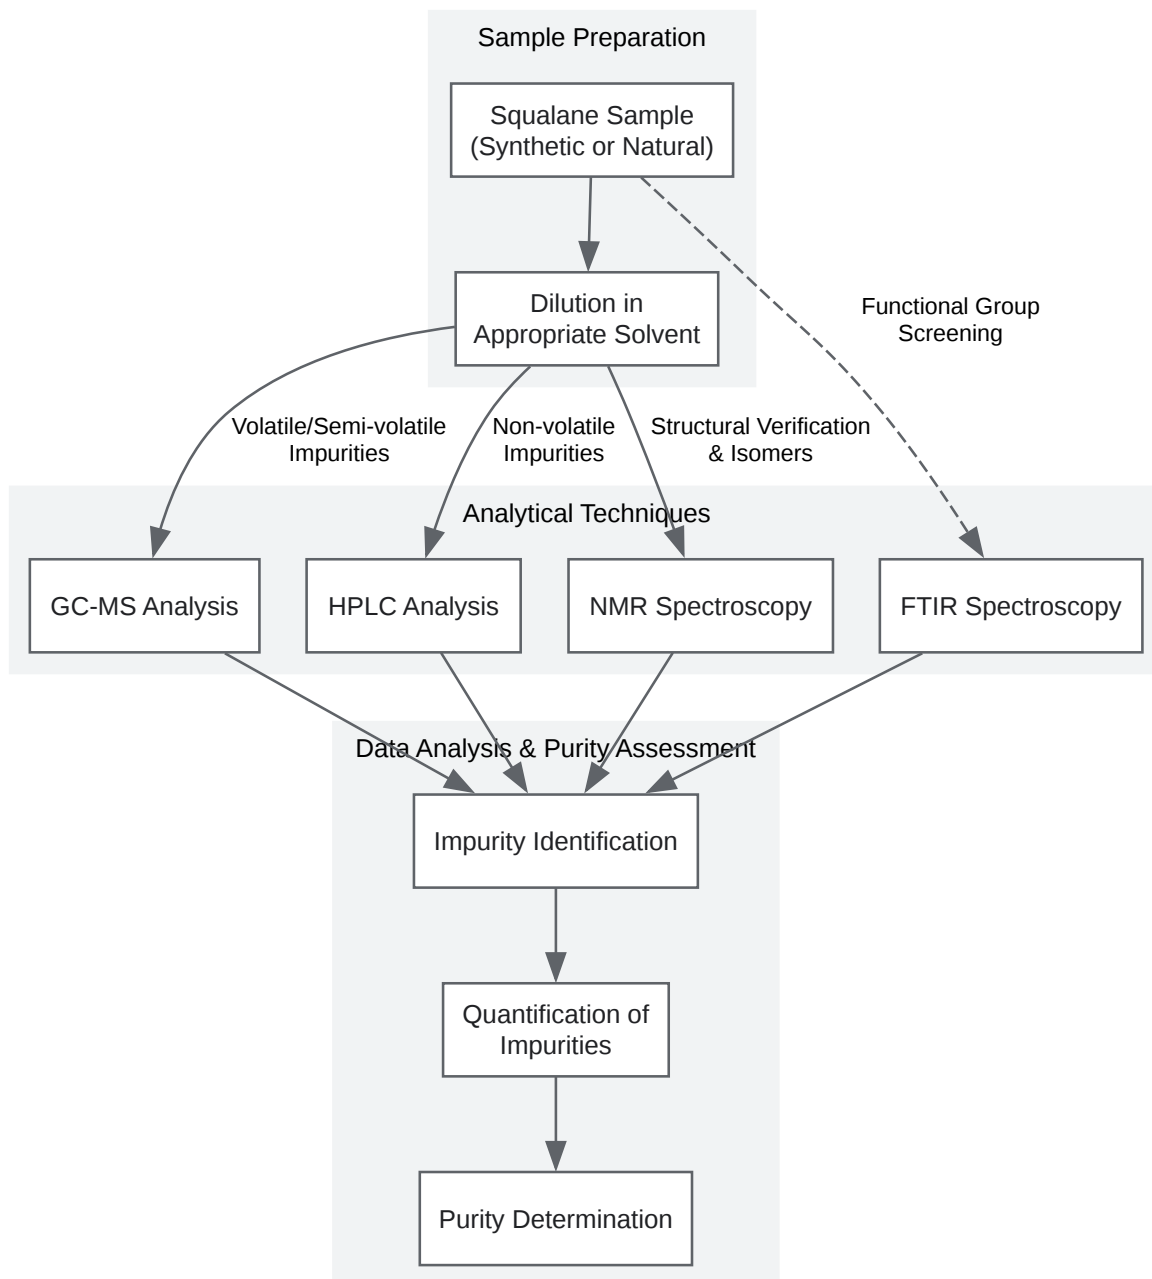 Sample Preparation
Squalane Sample
(Synthetic or Natural)
Dilution in
Appropriate Solvent
Functional Group
Screening
Volatile/Semi-volatile
Impurities
Non-volatile
Impurities
Structural Verification
& Isomers
Analytical Techniques
GC-MS Analysis
HPLC Analysis
NMR Spectroscopy
FTIR Spectroscopy
Data Analysis & Purity Assessment
Impurity Identification
Quantification of
Impurities
Purity Determination